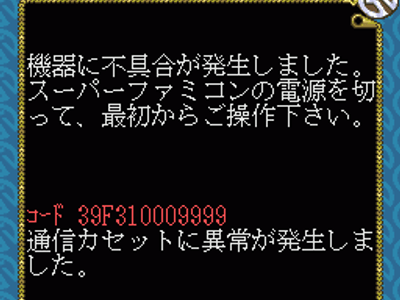 機器に不具合が発生しました。
スーパーファミコンの電源を切
って、最初からご操作下さい。
ｺｰﾄﾞ 39F310009999
通信カセットに異常が発生しま
した。